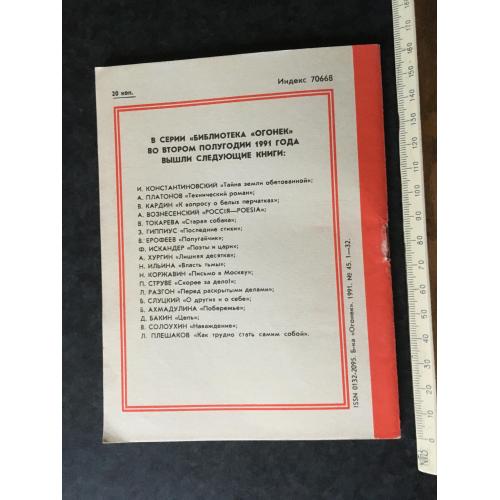 20 коп.
Индекс 70668
В СЕРИИ «БИБЛИОТЕКА «ОГОНЕК»
ВО ВТОРОМ ПОЛУГОДИИ 1991 ГОДА
ВЫШЛИ СЛЕДУЮЩИЕ КНИГИ:
И. КОНСТАНТИНОВСКИЙ «Тайна земли обетованной»;
А. ПЛАТОНОВ «Технический роман»;
В. КАРДИН «К вопросу о белых перчатках»;
А. ВОЗНЕСЕНСКИЙ «РОССIЯ—POESIA»;
В. ТОКАРЕВА «Старая собака»;
З. ГИППИУС «Последние стихи»;
В. ЕРОФЕЕВ «Попугайчик»;
Ф. ИСКАНДЕР «Поэты и цари»;
А. ХУРГИН «Лишняя десятка»;
Н. ИЛЬИНА «Власть тьмы»;
Н. КОРЖАВИН «Письмо в Москву»;
П. СТРУВЕ «Скорее за дело!»;
Л. РАЗГОН «Перед раскрытыми делами»;
Б. СЛУЦКИЙ «О других и о себе»;
Б. АХМАДУЛИНА «Побережье»;
Д. БАКИН «Цепь»;
В. СОЛОУХИН «Наваждение»;
Л. ПЛЕШАКОВ «Как трудно стать самим собой».
ISSN 0132-2095. Б-ка «Огонек». 1991. № 45. 1—32.